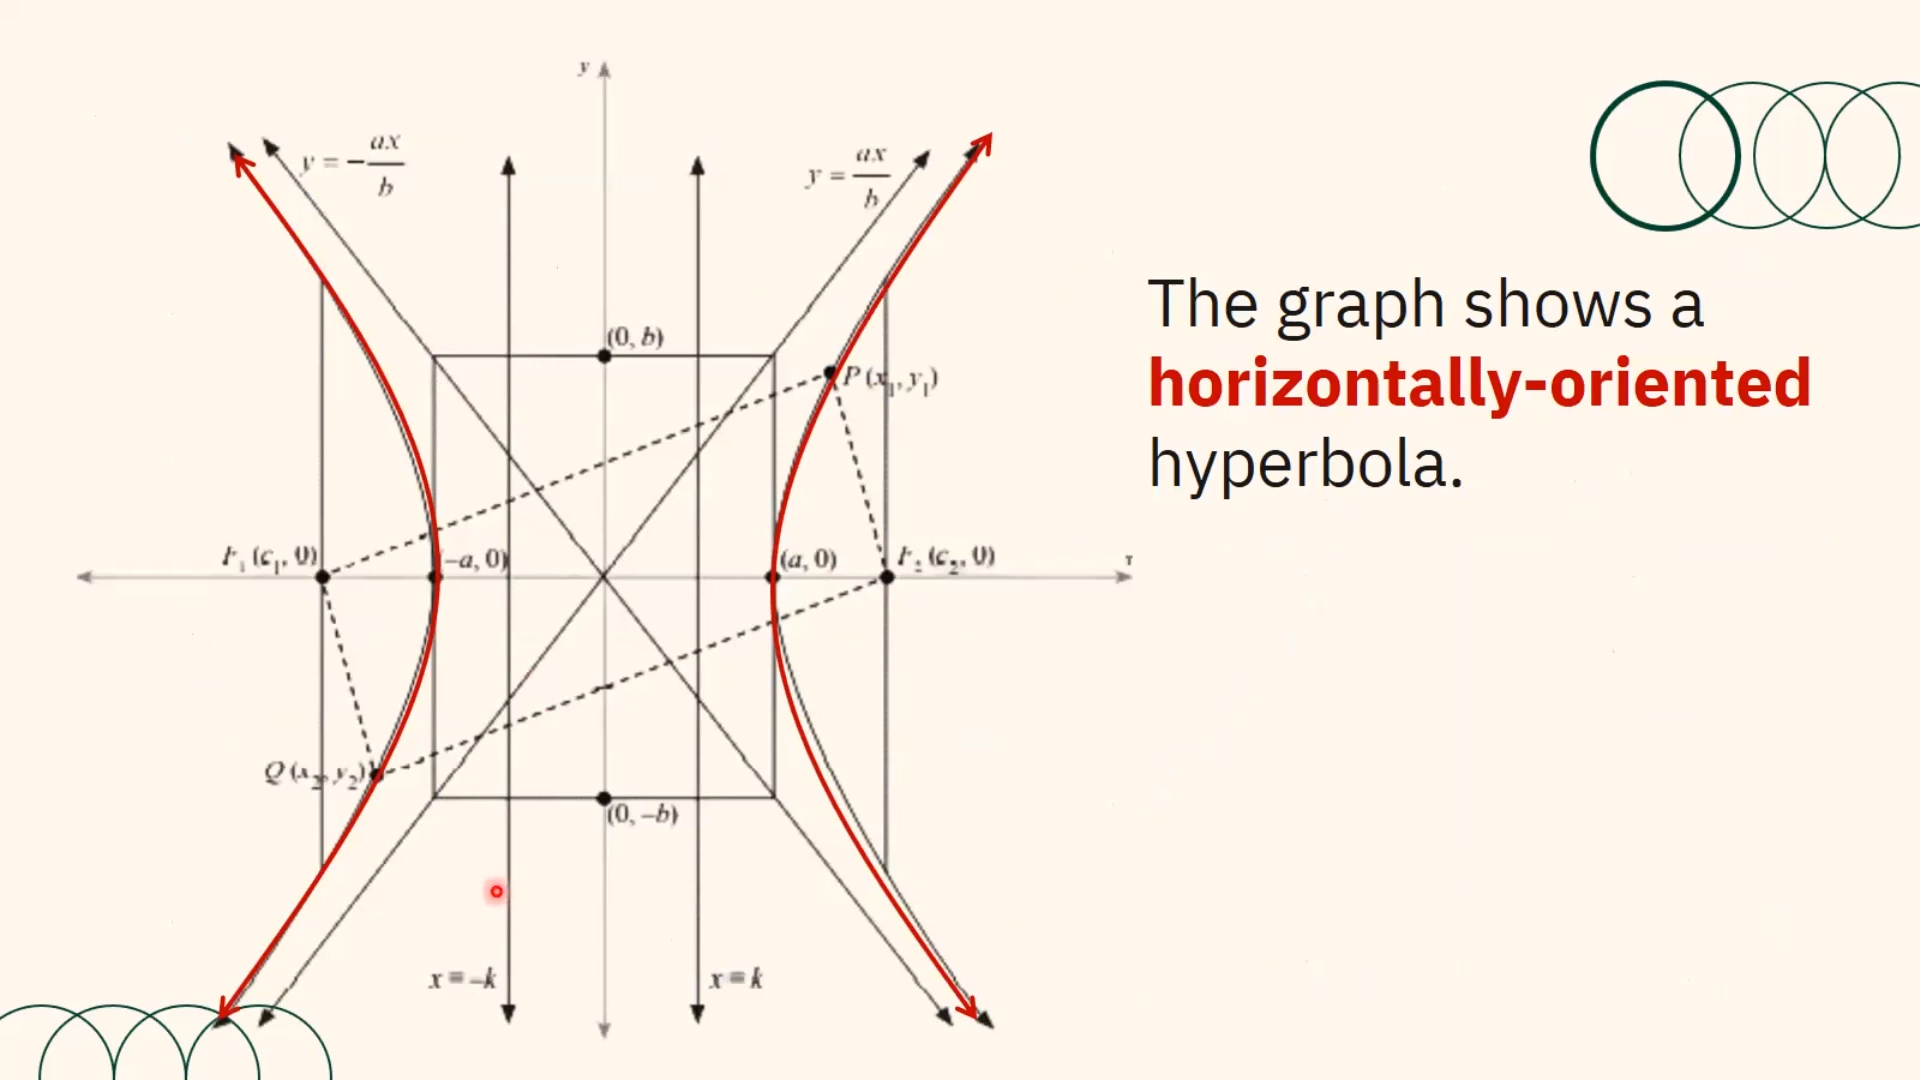 y
y = -ax/b
y = ax/b
(0, b)
P (x₁, y₁)
F₁ (c₁, 0)
(-a, 0)
(a, 0)
F₂ (c₂, 0)
Q (x₂, y₂)
(0, -b)
x = -k
x = k
The graph shows a
horizontally-oriented
hyperbola.